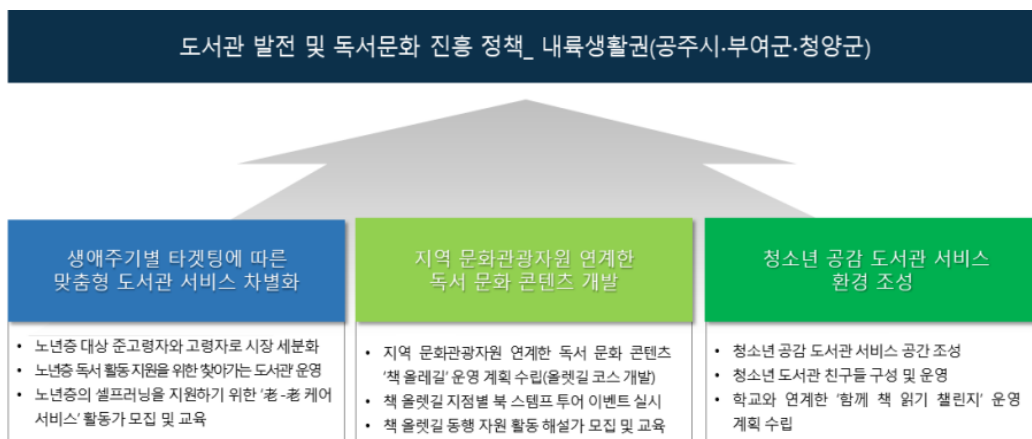 도서관 발전 및 독서문화 진흥 정책_ 내륙생활권(공주시·부여군·청양군)
생애주기별 타겟팅에 따른
맞춤형 도서관 서비스 차별화
• 노년층 대상 준고령자와 고령자로 시장 세분화
• 노년층 독서 활동 지원을 위한 '찾아가는 도서관' 운영
• 노년층의 셀프러닝을 지원하기 위한 '老-老 케어
서비스' 활동가 모집 및 교육
지역 문화관광자원 연계한
독서 문화 콘텐츠 개발
• 지역 문화관광자원 연계한 독서 문화 콘텐츠
'책 올레길' 운영 계획 수립(올렛길 코스 개발)
• 책 올렛길 지점별 북 스템프 투어 이벤트 실시
• 책 올렛길 동행 자원 활동 해설가 모집 및 교육
청소년 공감 도서관 서비스
환경 조성
• 청소년 공감 도서관 서비스 공간 조성
• 청소년 도서관 친구들 구성 및 운영
• 학교와 연계한 '함께 책 읽기 챌린지' 운영
계획 수립